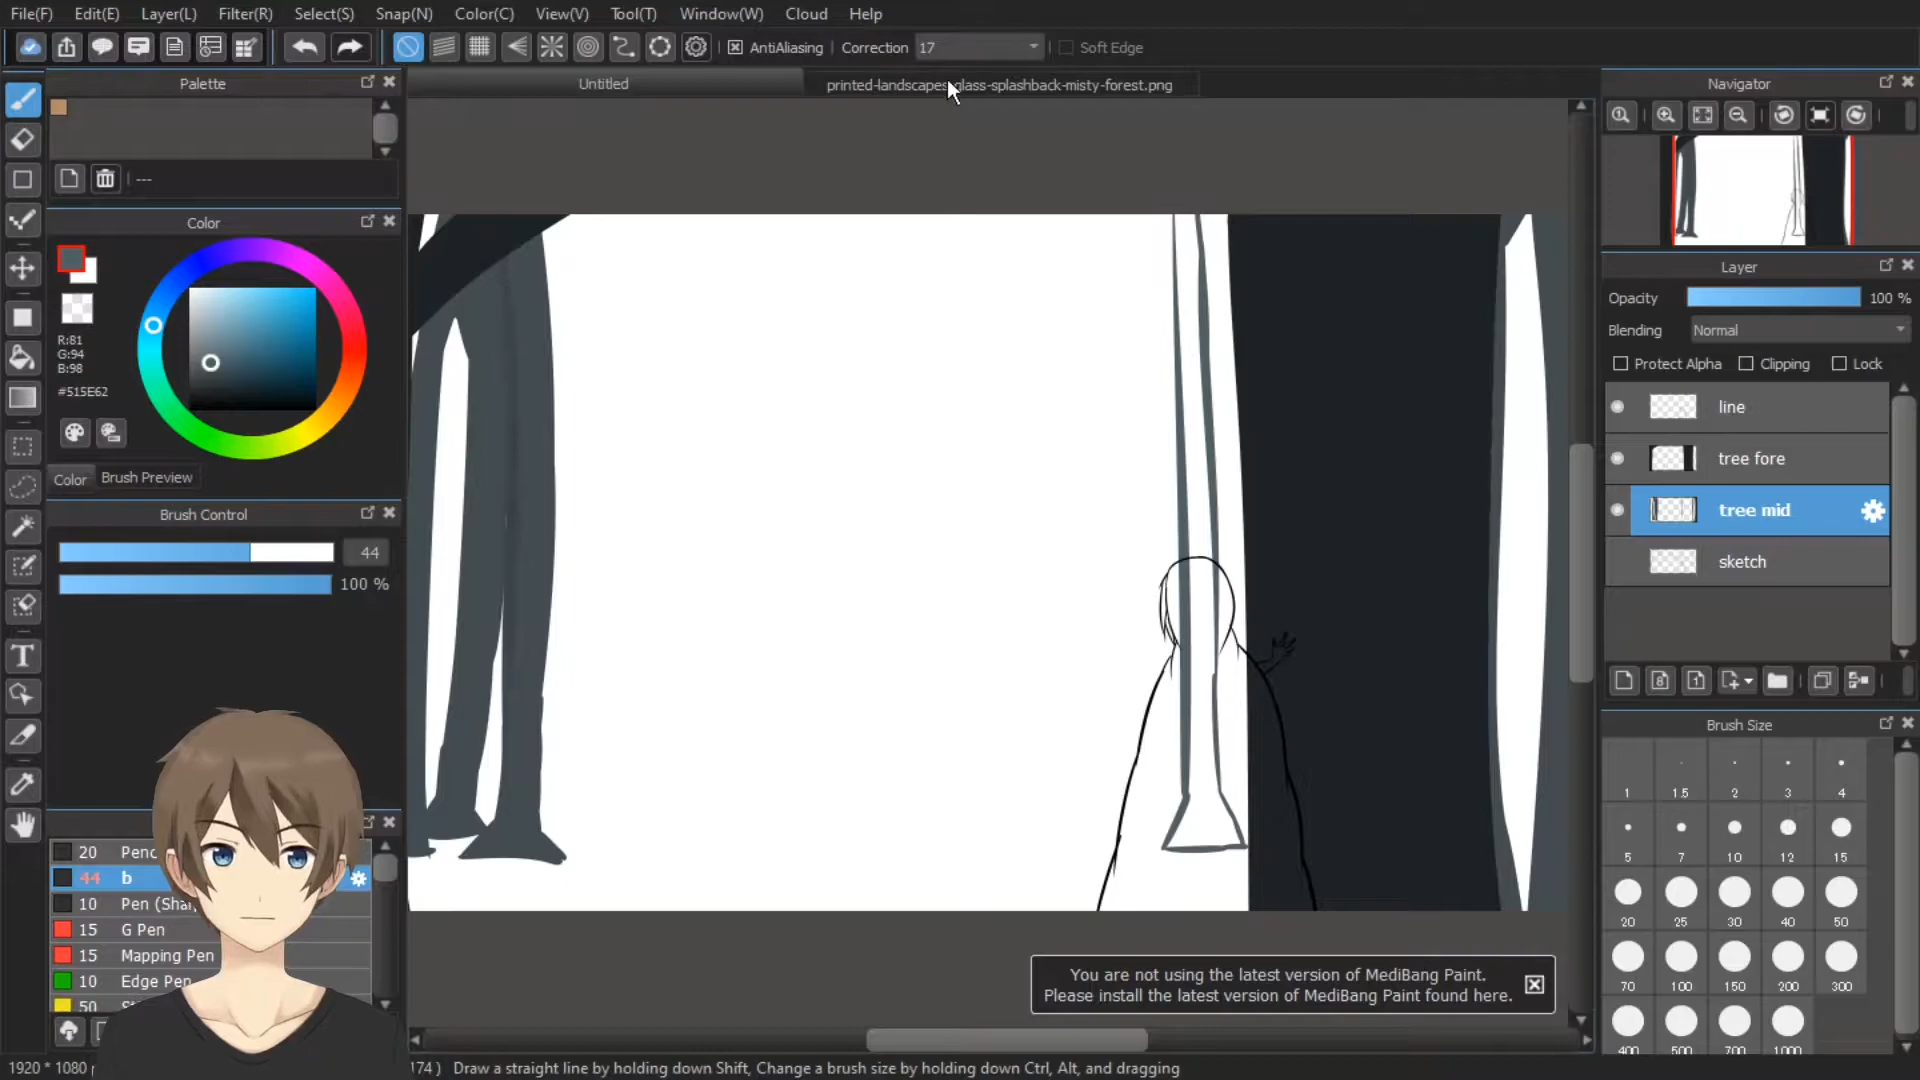 File(F) Edit(E) Layer(L) Filter(R) Select(S) Snap(N) Color(C) View(V) Tool(T) Window(W) Cloud Help
AntiAliasing Correction 17 Soft Edge
Palette
---
Color
R:81
G:94
B:98
#515E62
Color Brush Preview
Brush Control
44
100 %
20
44 b
10 Pen
15 G Pen
15 Mapping Pen
10 Edge Pen
50
Untitled printed-landscapes-glass-splashback-misty-forest.png
You are not using the latest version of MediBang Paint.
Please install the latest version of MediBang Paint found here.
1920 * 1080
174 ) Draw a straight line by holding down Shift, Change a brush size by holding down Ctrl, Alt, and dragging
Navigator
Layer
Opacity 100 %
Blending Normal
Protect Alpha Clipping Lock
line
tree fore
tree mid
sketch
8 1
Brush Size
1 1.5 2 3 4
5 7 10 12 15
20 25 30 40 50
70 100 150 200 300
400 500 700 1000